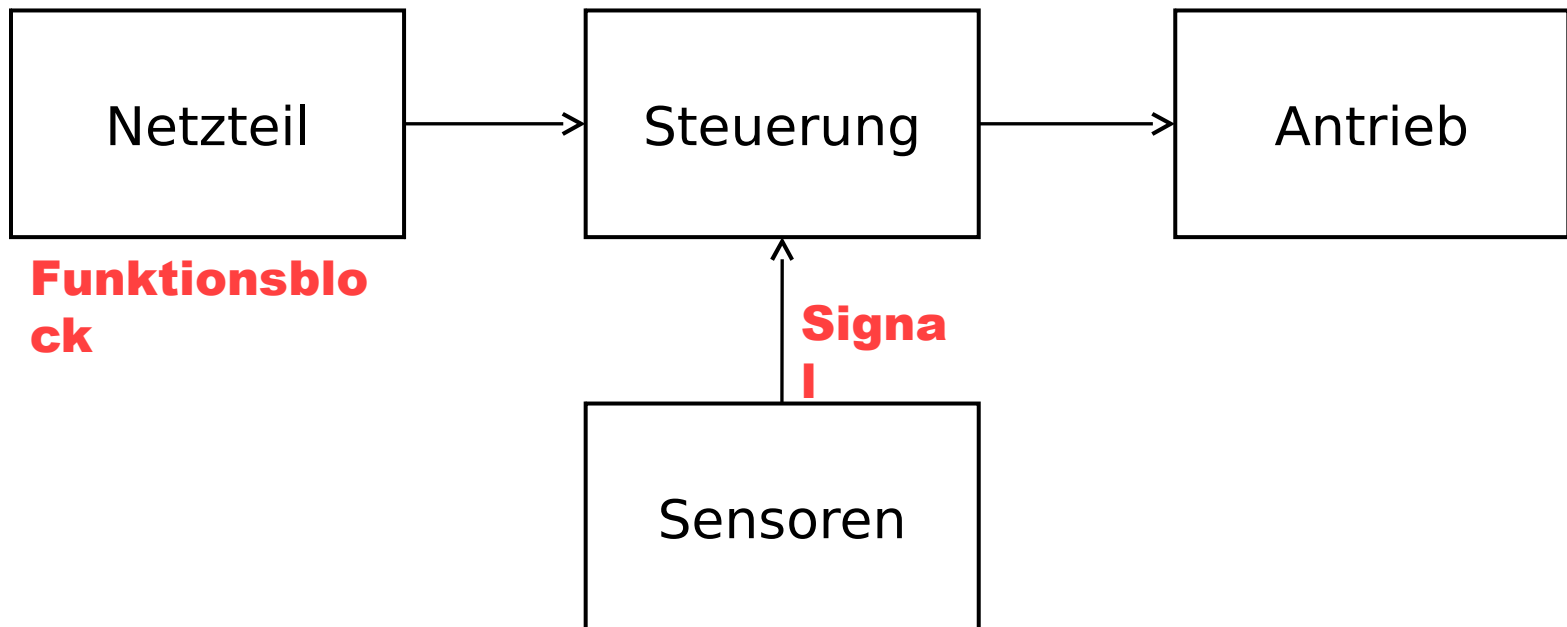 Netzteil
Steuerung
Antrieb
Funktionsblo
ck
Signa
l
Sensoren